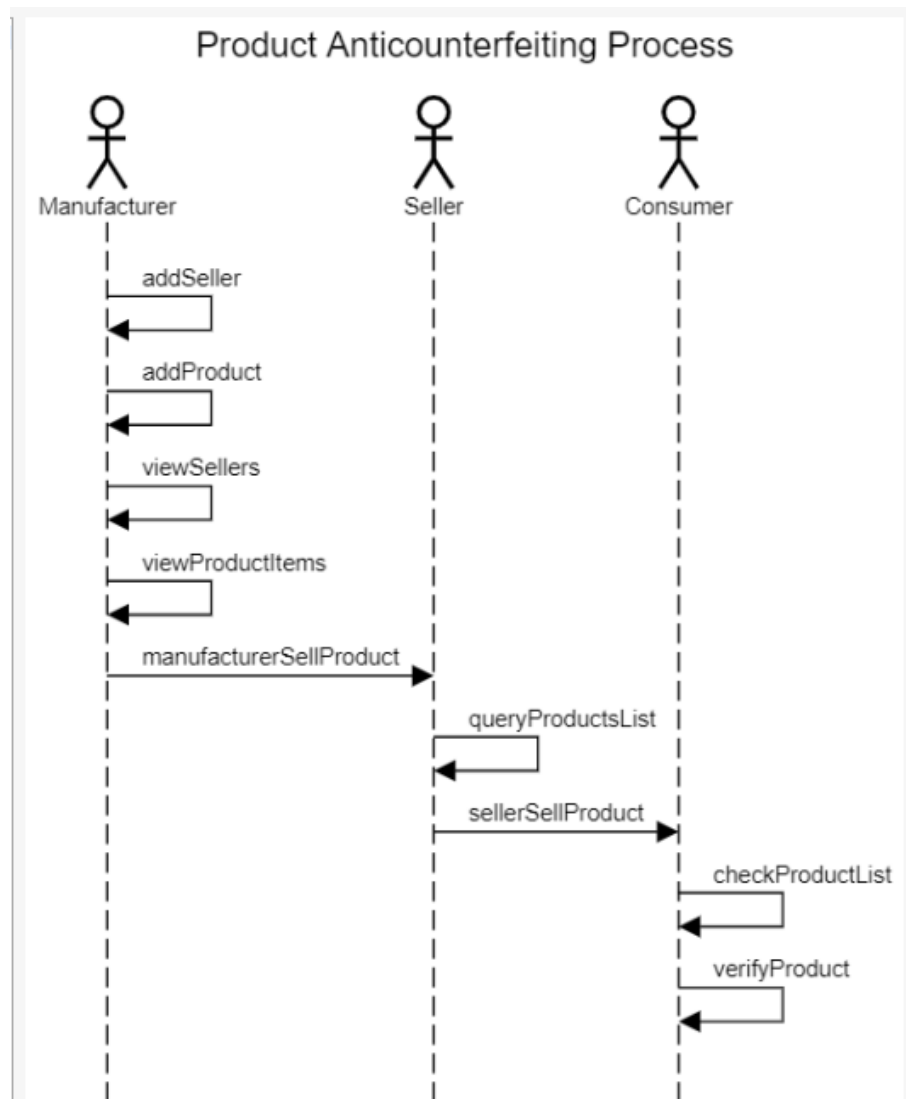 Product Anticounterfeiting Process
Manufacturer
Seller
Consumer
addSeller
addProduct
viewSellers
viewProductItems
manufacturerSellProduct
queryProductsList
sellerSellProduct
checkProductList
verifyProduct